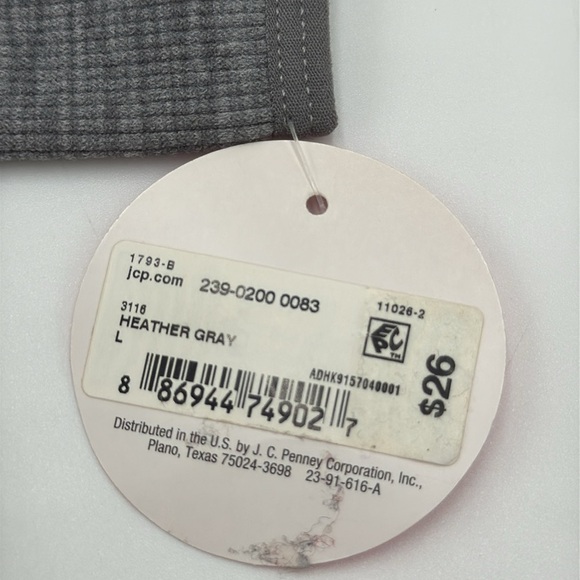 1793-B
jcp.com 239-0200 0083
11026-2
3116
HEATHER GRAY
L
EPC™
ADHK9157040001
$26
8 86944 74902 7
Distributed in the U.S. by J. C. Penney Corporation, Inc.,
Plano, Texas 75024-3698 23-91-616-A